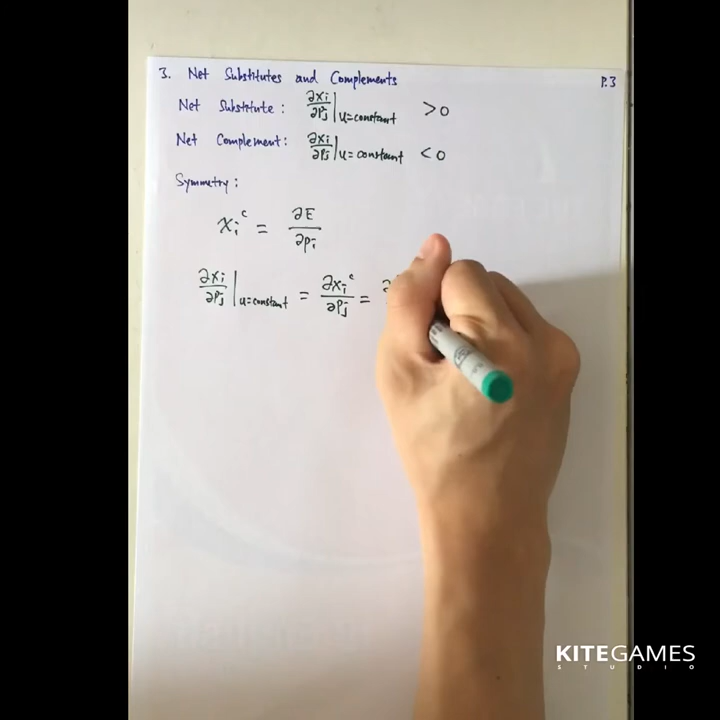 3. Net Substitutes and Complements P.3
Net Substitute: ∂xi/∂Pj |u=constant >0
Net Complement: ∂xi/∂Pj |u=constant <0
Symmetry:
xi^c = ∂E/∂pi
∂xi/∂Pj |u=constant = ∂xi^c/∂Pj =
KITEGAMES
STUDIO